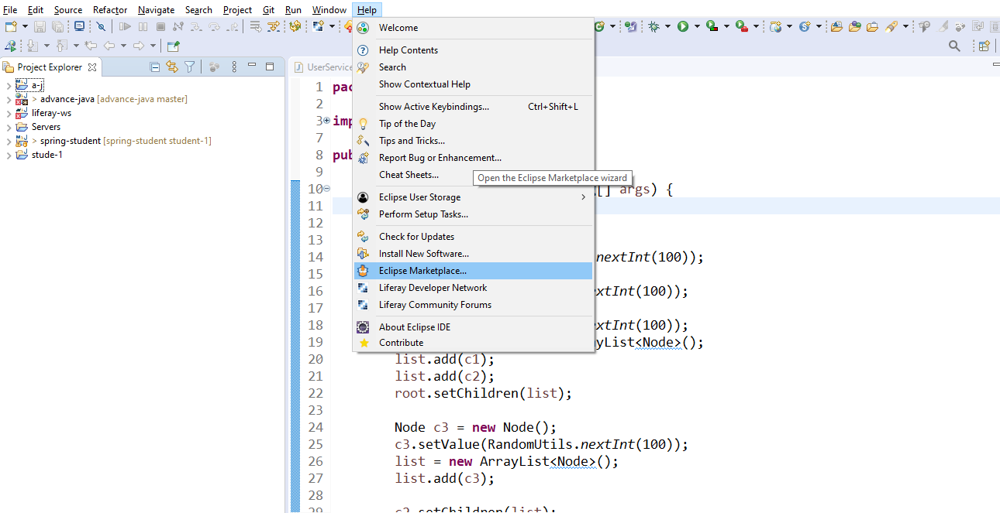 File Edit Source Refactor Navigate Search Project Git Run Window Help
Project Explorer
a-j
> advance-java [advance-java master]
liferay-ws
Servers
> spring-student [spring-student student-1]
stude-1
Welcome
Help Contents
Search
Show Contextual Help
Show Active Keybindings... Ctrl+Shift+L
Tip of the Day
Tips and Tricks...
Report Bug or Enhancement...
Cheat Sheets...
Open the Eclipse Marketplace wizard
Eclipse User Storage
Perform Setup Tasks...
Check for Updates
Install New Software...
Eclipse Marketplace...
Liferay Developer Network
Liferay Community Forums
About Eclipse IDE
Contribute
UserService
1 pac
2
3 imp
7
8 pub
9
10 [] args) {
11
12
13
14 nextInt(100));
15
16 xtInt(100));
17
18 xtInt(100));
19 ayList<Node>();
20 list.add(c1);
21 list.add(c2);
22 root.setChildren(list);
23
24 Node c3 = new Node();
25 c3.setValue(RandomUtils.nextInt(100));
26 list = new ArrayList<Node>();
27 list.add(c3);
28
29 c2.setChildren(list);